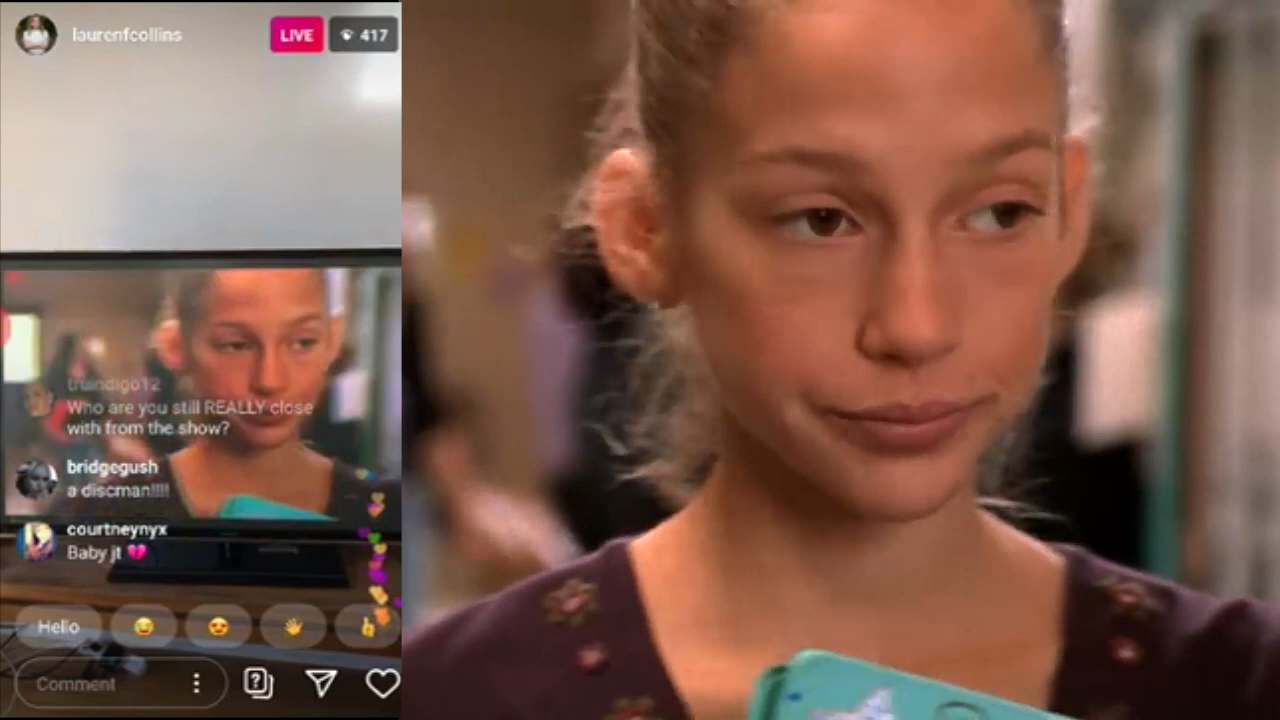 laurenfcollins
LIVE
417
truindigo12
Who are you still REALLY close
with from the show?
bridgegush
a discman!!!!
courtneynyx
Baby jt 💔
Hello
Comment